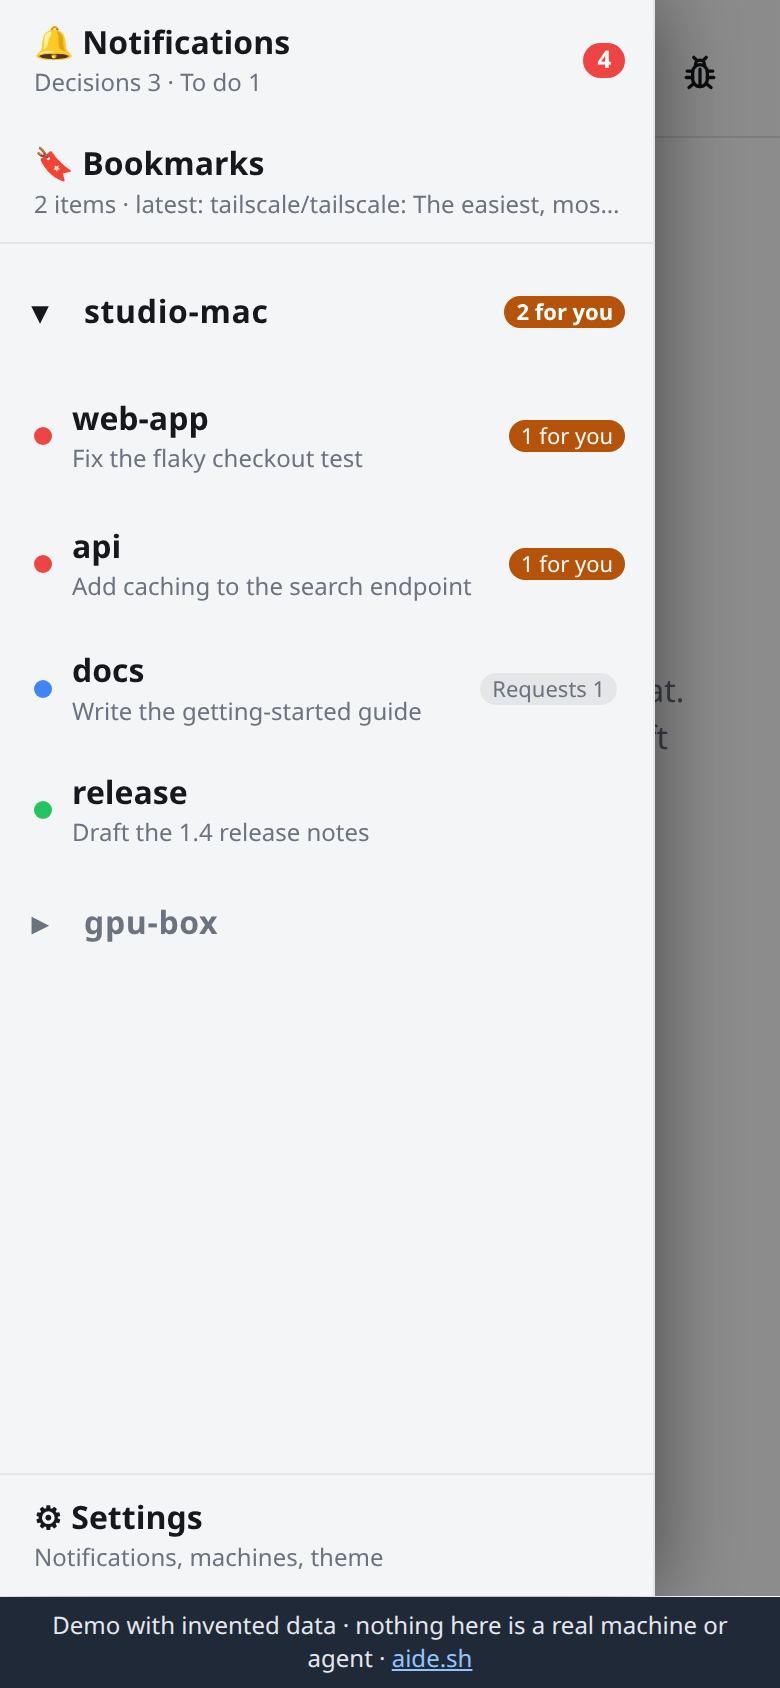 🔔 Notifications
4
Decisions 3 · To do 1
🔖 Bookmarks
2 items · latest: tailscale/tailscale: The easiest, mos...
▼ studio-mac
2 for you
web-app
1 for you
Fix the flaky checkout test
api
1 for you
Add caching to the search endpoint
docs
Requests 1
Write the getting-started guide
at.
ft
release
Draft the 1.4 release notes
▶ gpu-box
⚙ Settings
Notifications, machines, theme
Demo with invented data · nothing here is a real machine or
agent · aide.sh